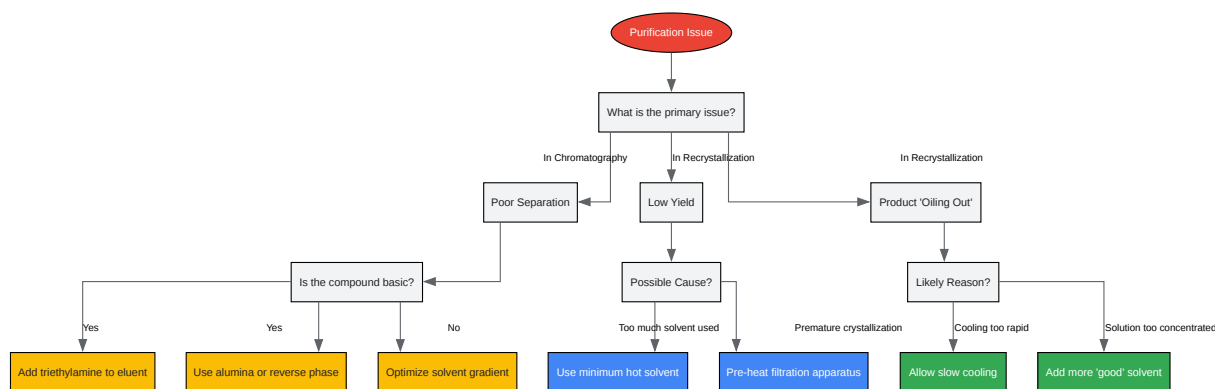 Purification Issue
What is the primary issue?
In Chromatography
In Recrystallization
In Recrystallization
Poor Separation
Low Yield
Product 'Oiling Out'
Is the compound basic?
Possible Cause?
Likely Reason?
Yes
Yes
No
Too much solvent used
Premature crystallization
Cooling too rapid
Solution too concentrated
Add triethylamine to eluent
Use alumina or reverse phase
Optimize solvent gradient
Use minimum hot solvent
Pre-heat filtration apparatus
Allow slow cooling
Add more 'good' solvent